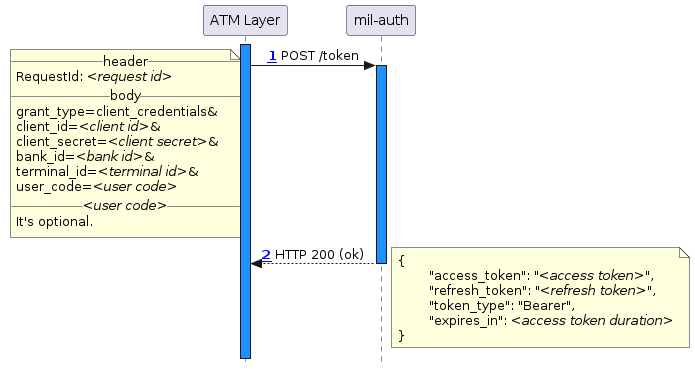 ATM Layer
mil-auth
header
RequestId: <request id>
body
grant_type=client_credentials&
client_id=<client id>&
client_secret=<client secret>&
bank_id=<bank id>&
terminal_id=<terminal id>&
user_code=<user code>
<user code>
It's optional.
1 POST /token
2 HTTP 200 (ok)
{
"access_token": "<access token>",
"refresh_token": "<refresh token>",
"token_type": "Bearer",
"expires_in": <access token duration>
}